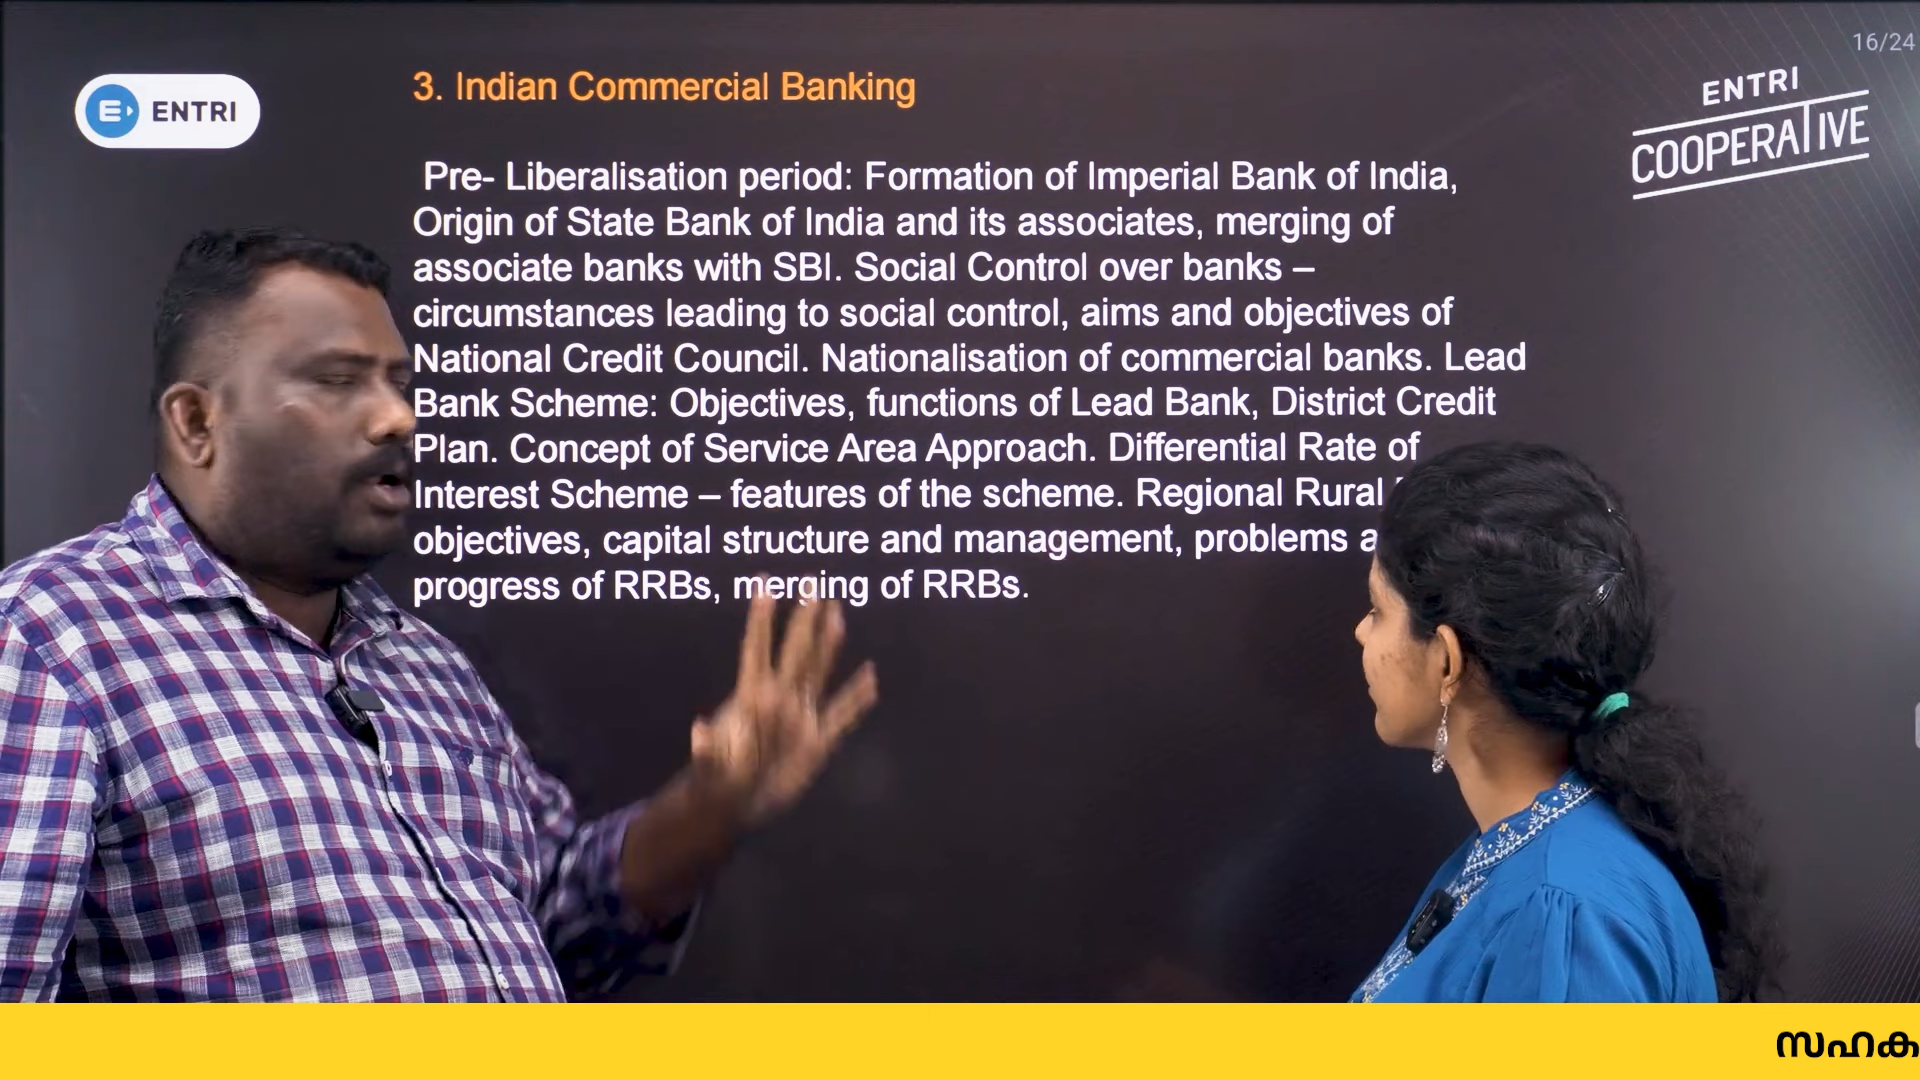 16/24
ENTRI
3. Indian Commercial Banking
ENTRI
COOPERATIVE
Pre- Liberalisation period: Formation of Imperial Bank of India,
Origin of State Bank of India and its associates, merging of
associate banks with SBI. Social Control over banks –
circumstances leading to social control, aims and objectives of
National Credit Council. Nationalisation of commercial banks. Lead
Bank Scheme: Objectives, functions of Lead Bank, District Credit
Plan. Concept of Service Area Approach. Differential Rate of
Interest Scheme – features of the scheme. Regional Rural
objectives, capital structure and management, problems
progress of RRBs, merging of RRBs.
സഹക